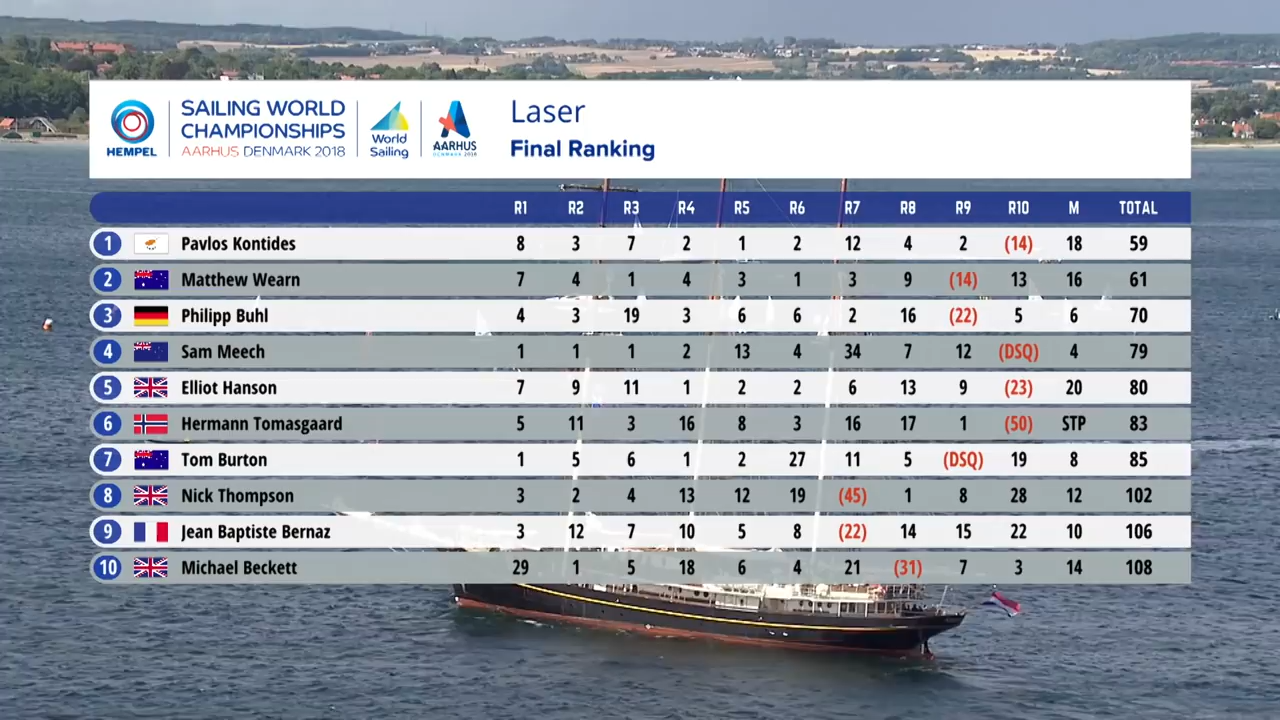 HEMPEL
SAILING WORLD
CHAMPIONSHIPS
AARHUS DENMARK 2018
World
Sailing
AARHUS
DENMARK 2018
Laser
Final Ranking
R1 R2 R3 R4 R5 R6 R7 R8 R9 R10 M TOTAL
1 Pavlos Kontides 8 3 7 2 1 2 12 4 2 (14) 18 59
2 Matthew Wearn 7 4 1 4 3 1 3 9 (14) 13 16 61
3 Philipp Buhl 4 3 19 3 6 6 2 16 (22) 5 6 70
4 Sam Meech 1 1 1 2 13 4 34 7 12 (DSQ) 4 79
5 Elliot Hanson 7 9 11 1 2 2 6 13 9 (23) 20 80
6 Hermann Tomasgaard 5 11 3 16 8 3 16 17 1 (50) STP 83
7 Tom Burton 1 5 6 1 2 27 11 5 (DSQ) 19 8 85
8 Nick Thompson 3 2 4 13 12 19 (45) 1 8 28 12 102
9 Jean Baptiste Bernaz 3 12 7 10 5 8 (22) 14 15 22 10 106
10 Michael Beckett 29 1 5 18 6 4 21 (31) 7 3 14 108